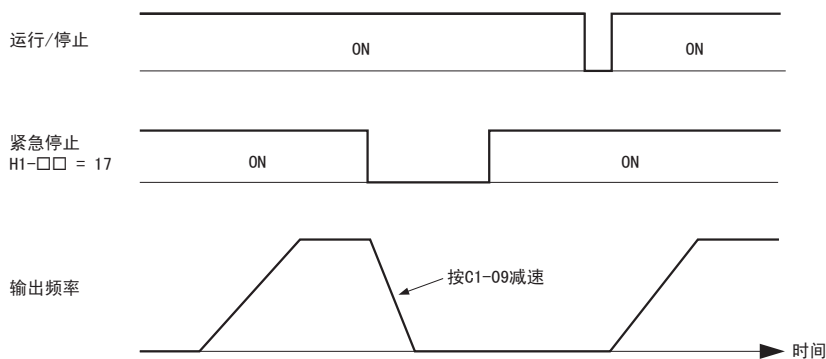 运行/停止
ON
ON
紧急停止
H1-□□ = 17
ON
ON
输出频率
按C1-09减速
时间